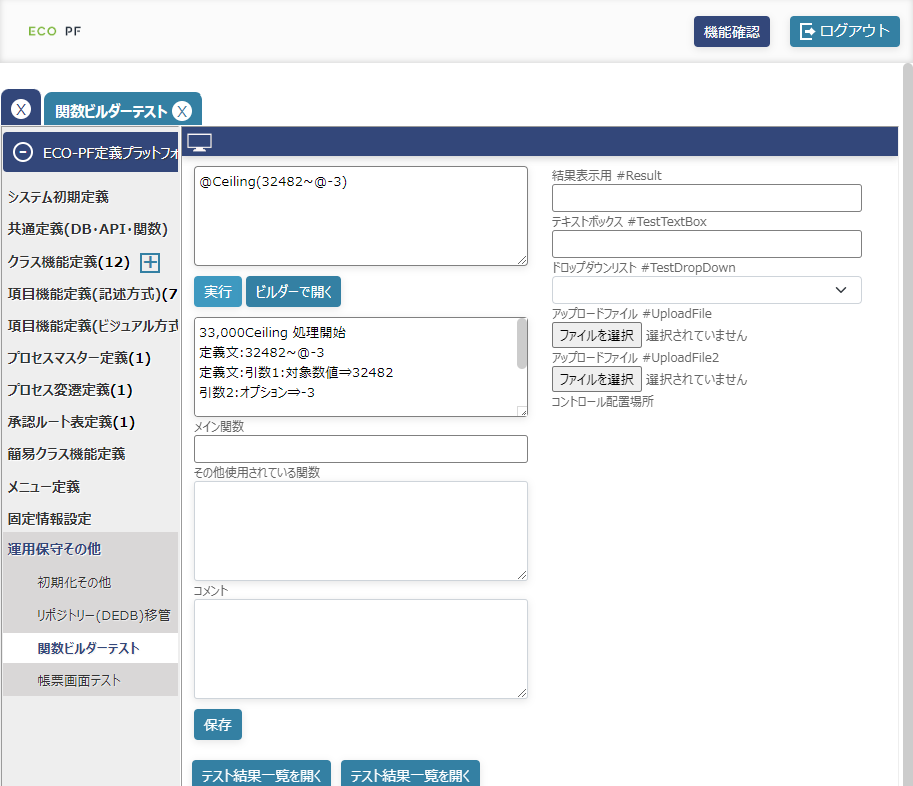 ECO PF
機能確認
ログアウト
X
関数ビルダーテスト X
ECO-PF定義プラットフォ
システム初期定義
共通定義(DB・API・関数)
クラス機能定義(12)
項目機能定義(記述方式)(7
項目機能定義(ビジュアル方式
プロセスマスター定義(1)
プロセス変遷定義(1)
承認ルート表定義(1)
簡易クラス機能定義
メニュー定義
固定情報設定
運用保守その他
初期化その他
リポジトリー(DEDB)移管
関数ビルダーテスト
帳票画面テスト
@Ceiling(32482~@-3)
実行
ビルダーで開く
33,000Ceiling 処理開始
定義文:32482~@-3
定義文:引数1:対象数値⇒32482
引数2:オプション⇒-3
メイン関数
その他使用されている関数
コメント
保存
テスト結果一覧を開く
テスト結果一覧を開く
結果表示用 #Result
テキストボックス #TestTextBox
ドロップダウンリスト #TestDropDown
アップロードファイル #UploadFile
ファイルを選択 選択されていません
アップロードファイル #UploadFile2
ファイルを選択 選択されていません
コントロール配置場所